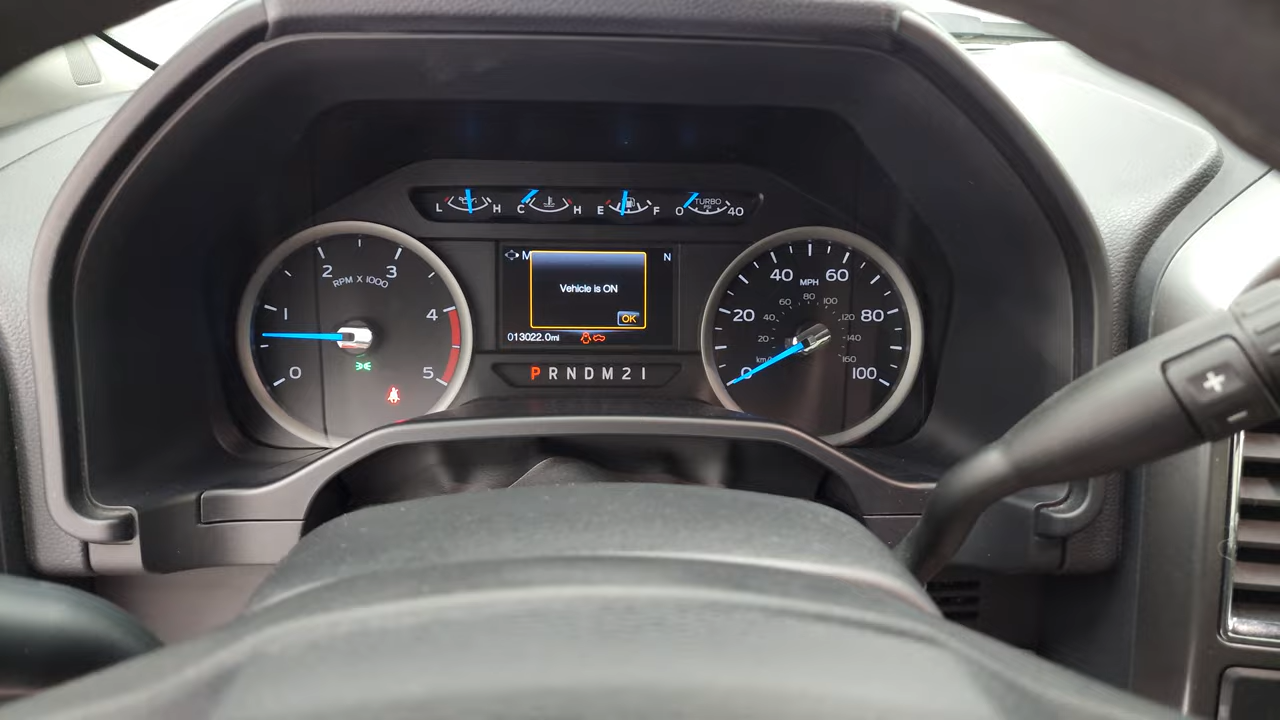 L H C H E F 0 TURBO PSI 40
M N
Vehicle is ON
OK
013022.0mi
0 1 2 3 4 5
RPM X 1000
P R N D M 2 1
0 20 40 60 80 100
MPH
20 40 60 80 100 120 140 160
km/h
+
-